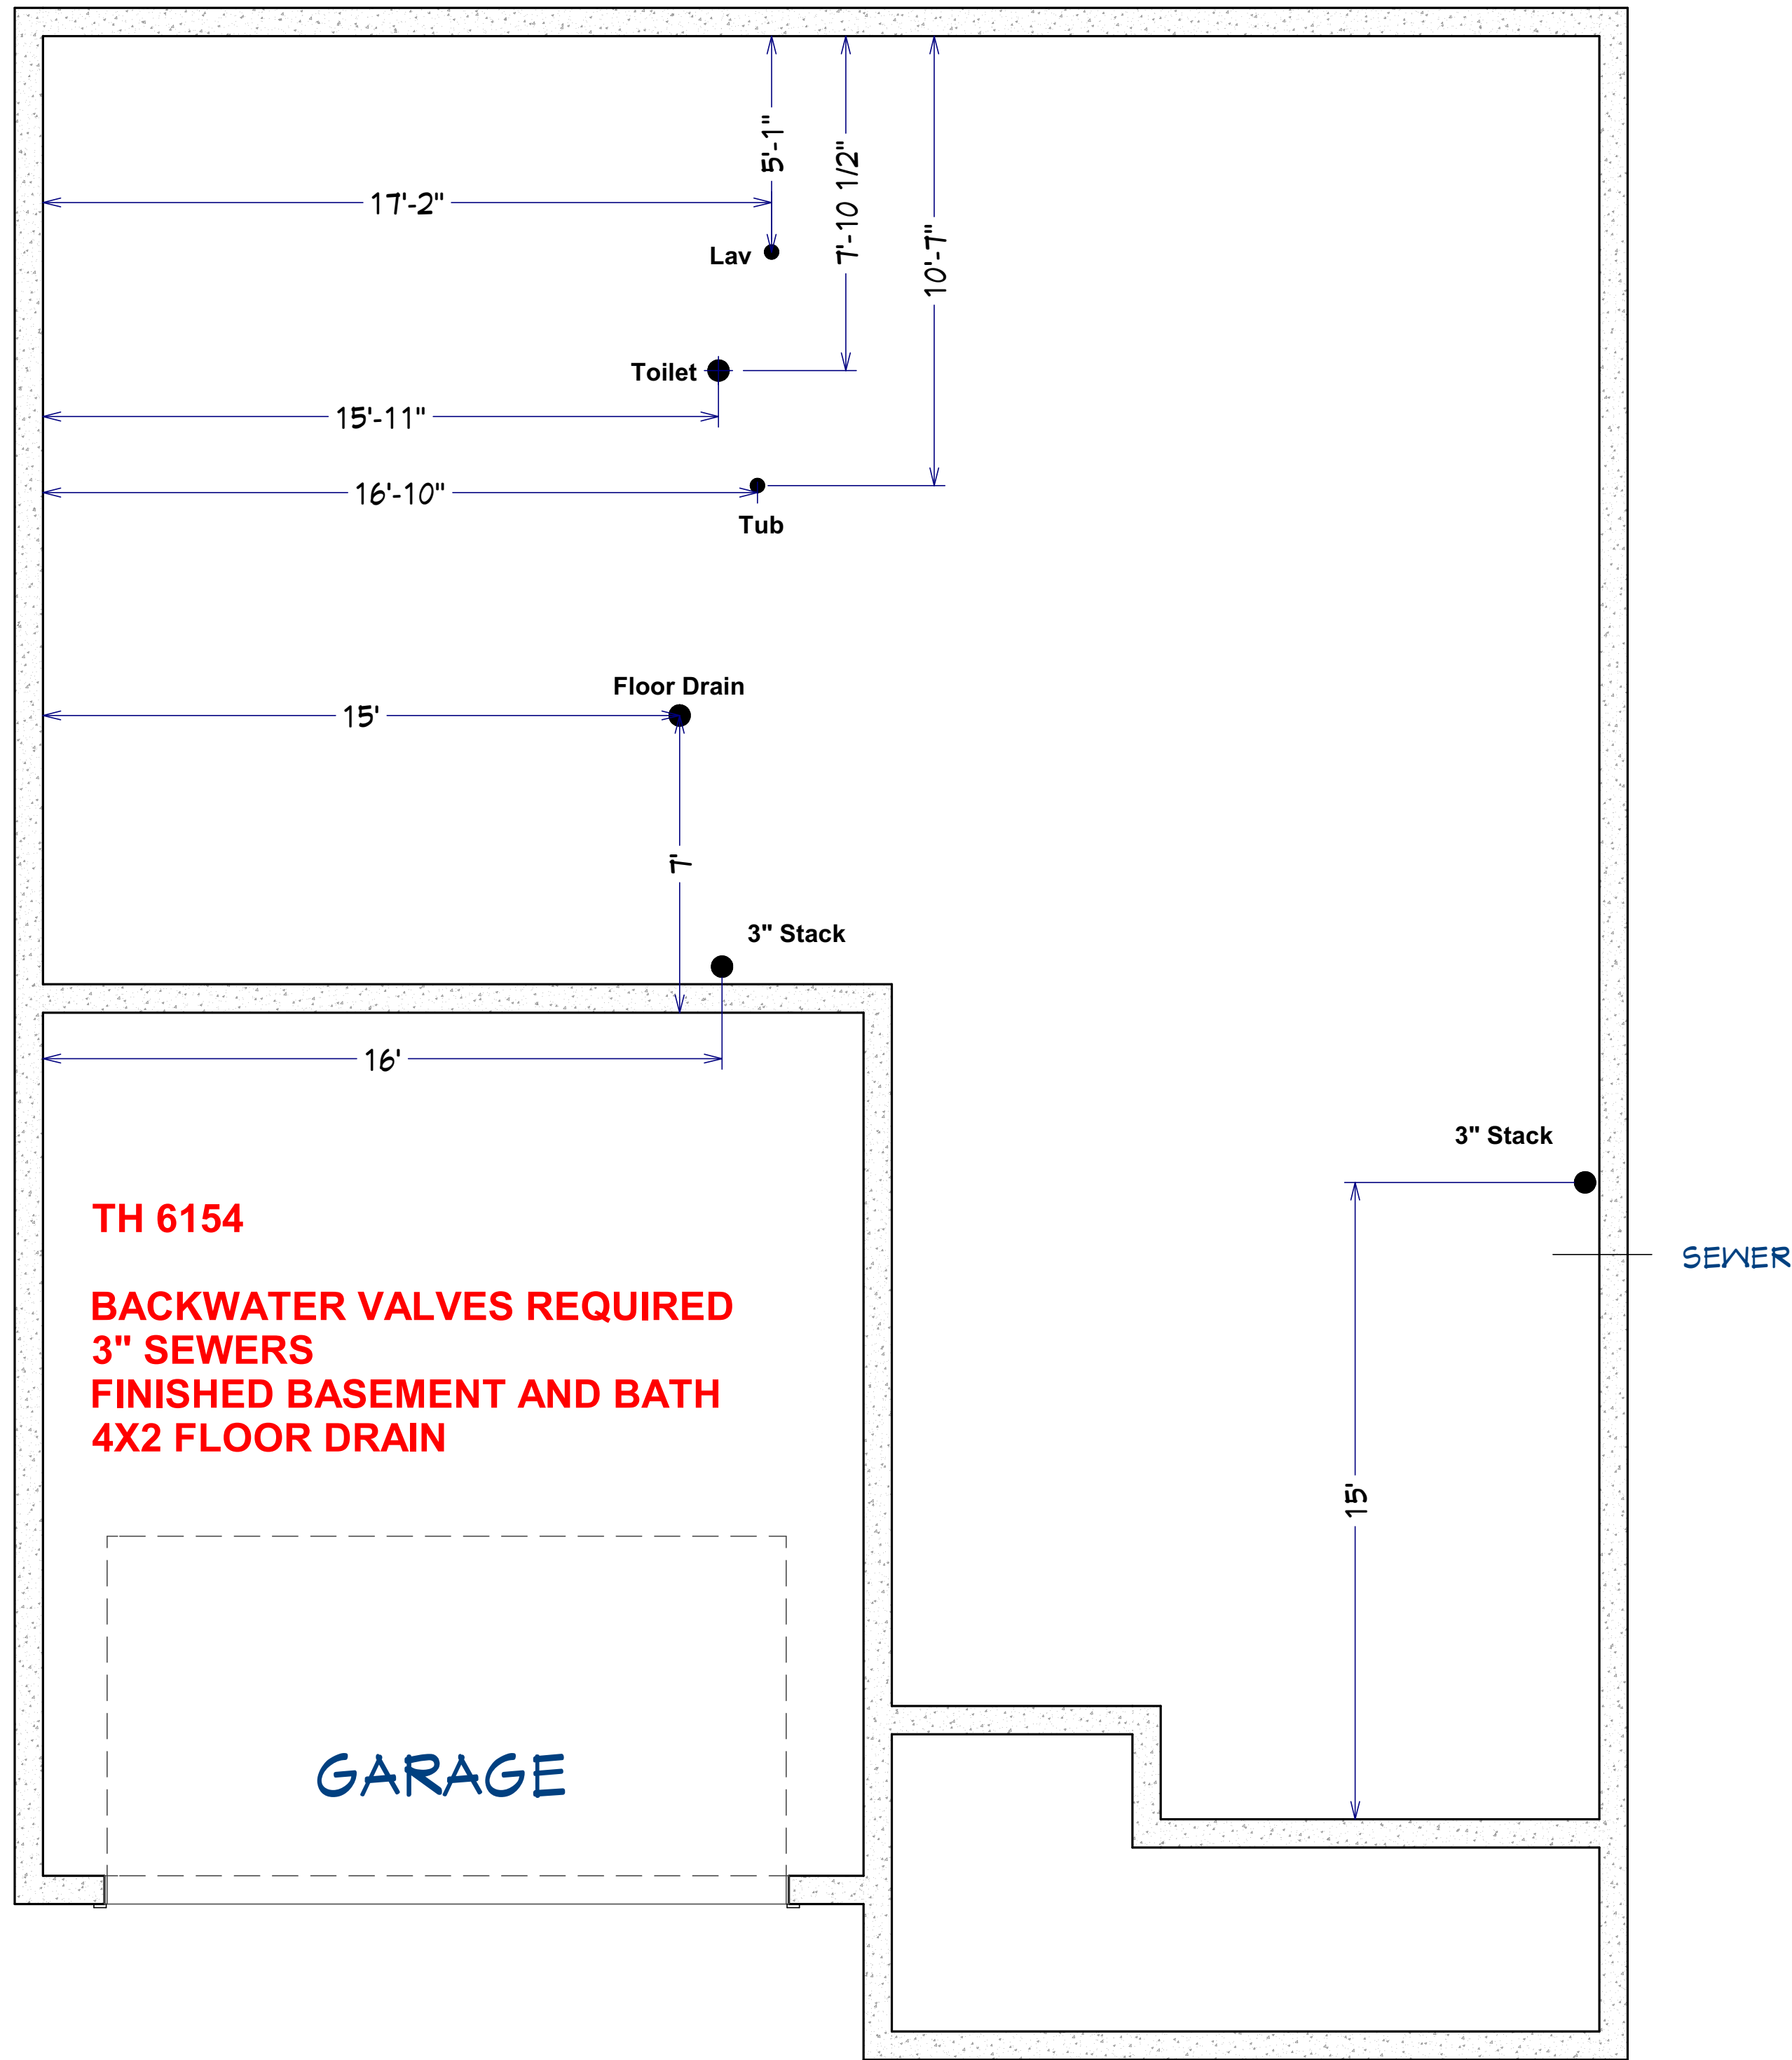 5'-1"
7'-10 1/2"
10'-7"
17'-2"
Lav
Toilet
15'-11"
16'-10"
Tub
Floor Drain
15'
7'
3" Stack
16'
3" Stack
TH 6154
SEWER
BACKWATER VALVES REQUIRED
3" SEWERS
FINISHED BASEMENT AND BATH
4X2 FLOOR DRAIN
15'
GARAGE